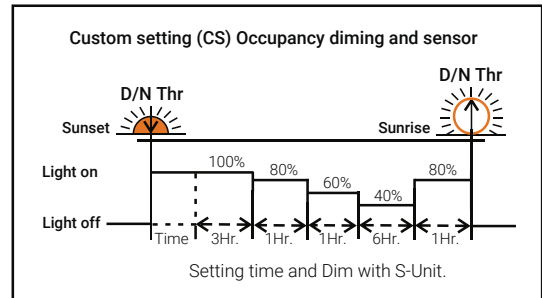 Custom setting (CS) Occupancy diming and sensor
D/N Thr
D/N Thr
Sunset
Sunrise
Light on
100%
80%
60%
40%
80%
Light off
Time
3Hr.
1Hr.
1Hr.
6Hr.
1Hr.
Setting time and Dim with S-Unit.